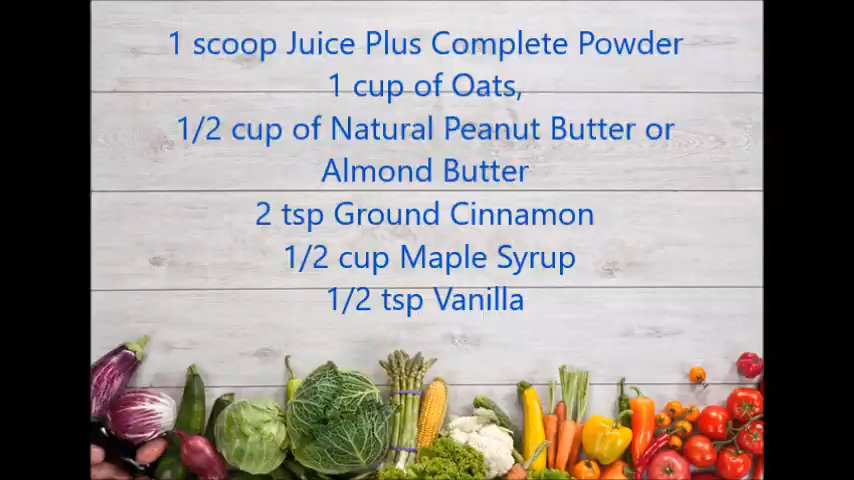 1 scoop Juice Plus Complete Powder
1 cup of Oats,
1/2 cup of Natural Peanut Butter or
Almond Butter
2 tsp Ground Cinnamon
1/2 cup Maple Syrup
1/2 tsp Vanilla